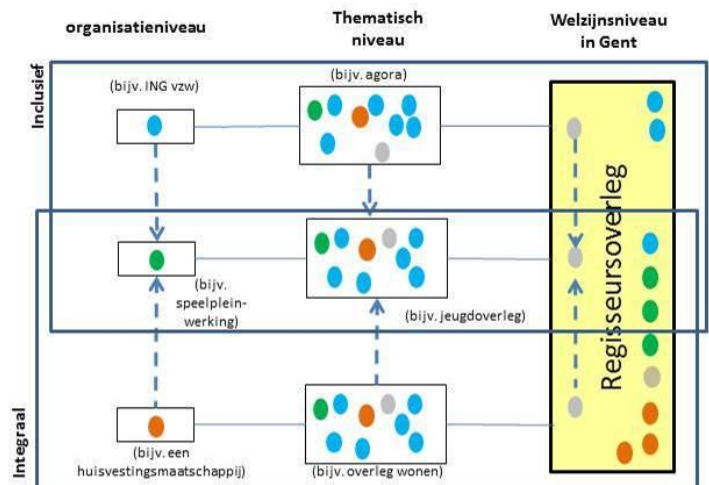 organisatieniveau
Thematisch
niveau
Welzijnsniveau
in Gent
Inclusief
(bijv. ING vzw)
(bijv. agora)
(bijv.
speelplein-
werking)
(bijv. jeugdoverleg)
Regisseursoverleg
Integraal
(bijv. een
huisvestingsmaatschappij)
(bijv. overleg wonen)